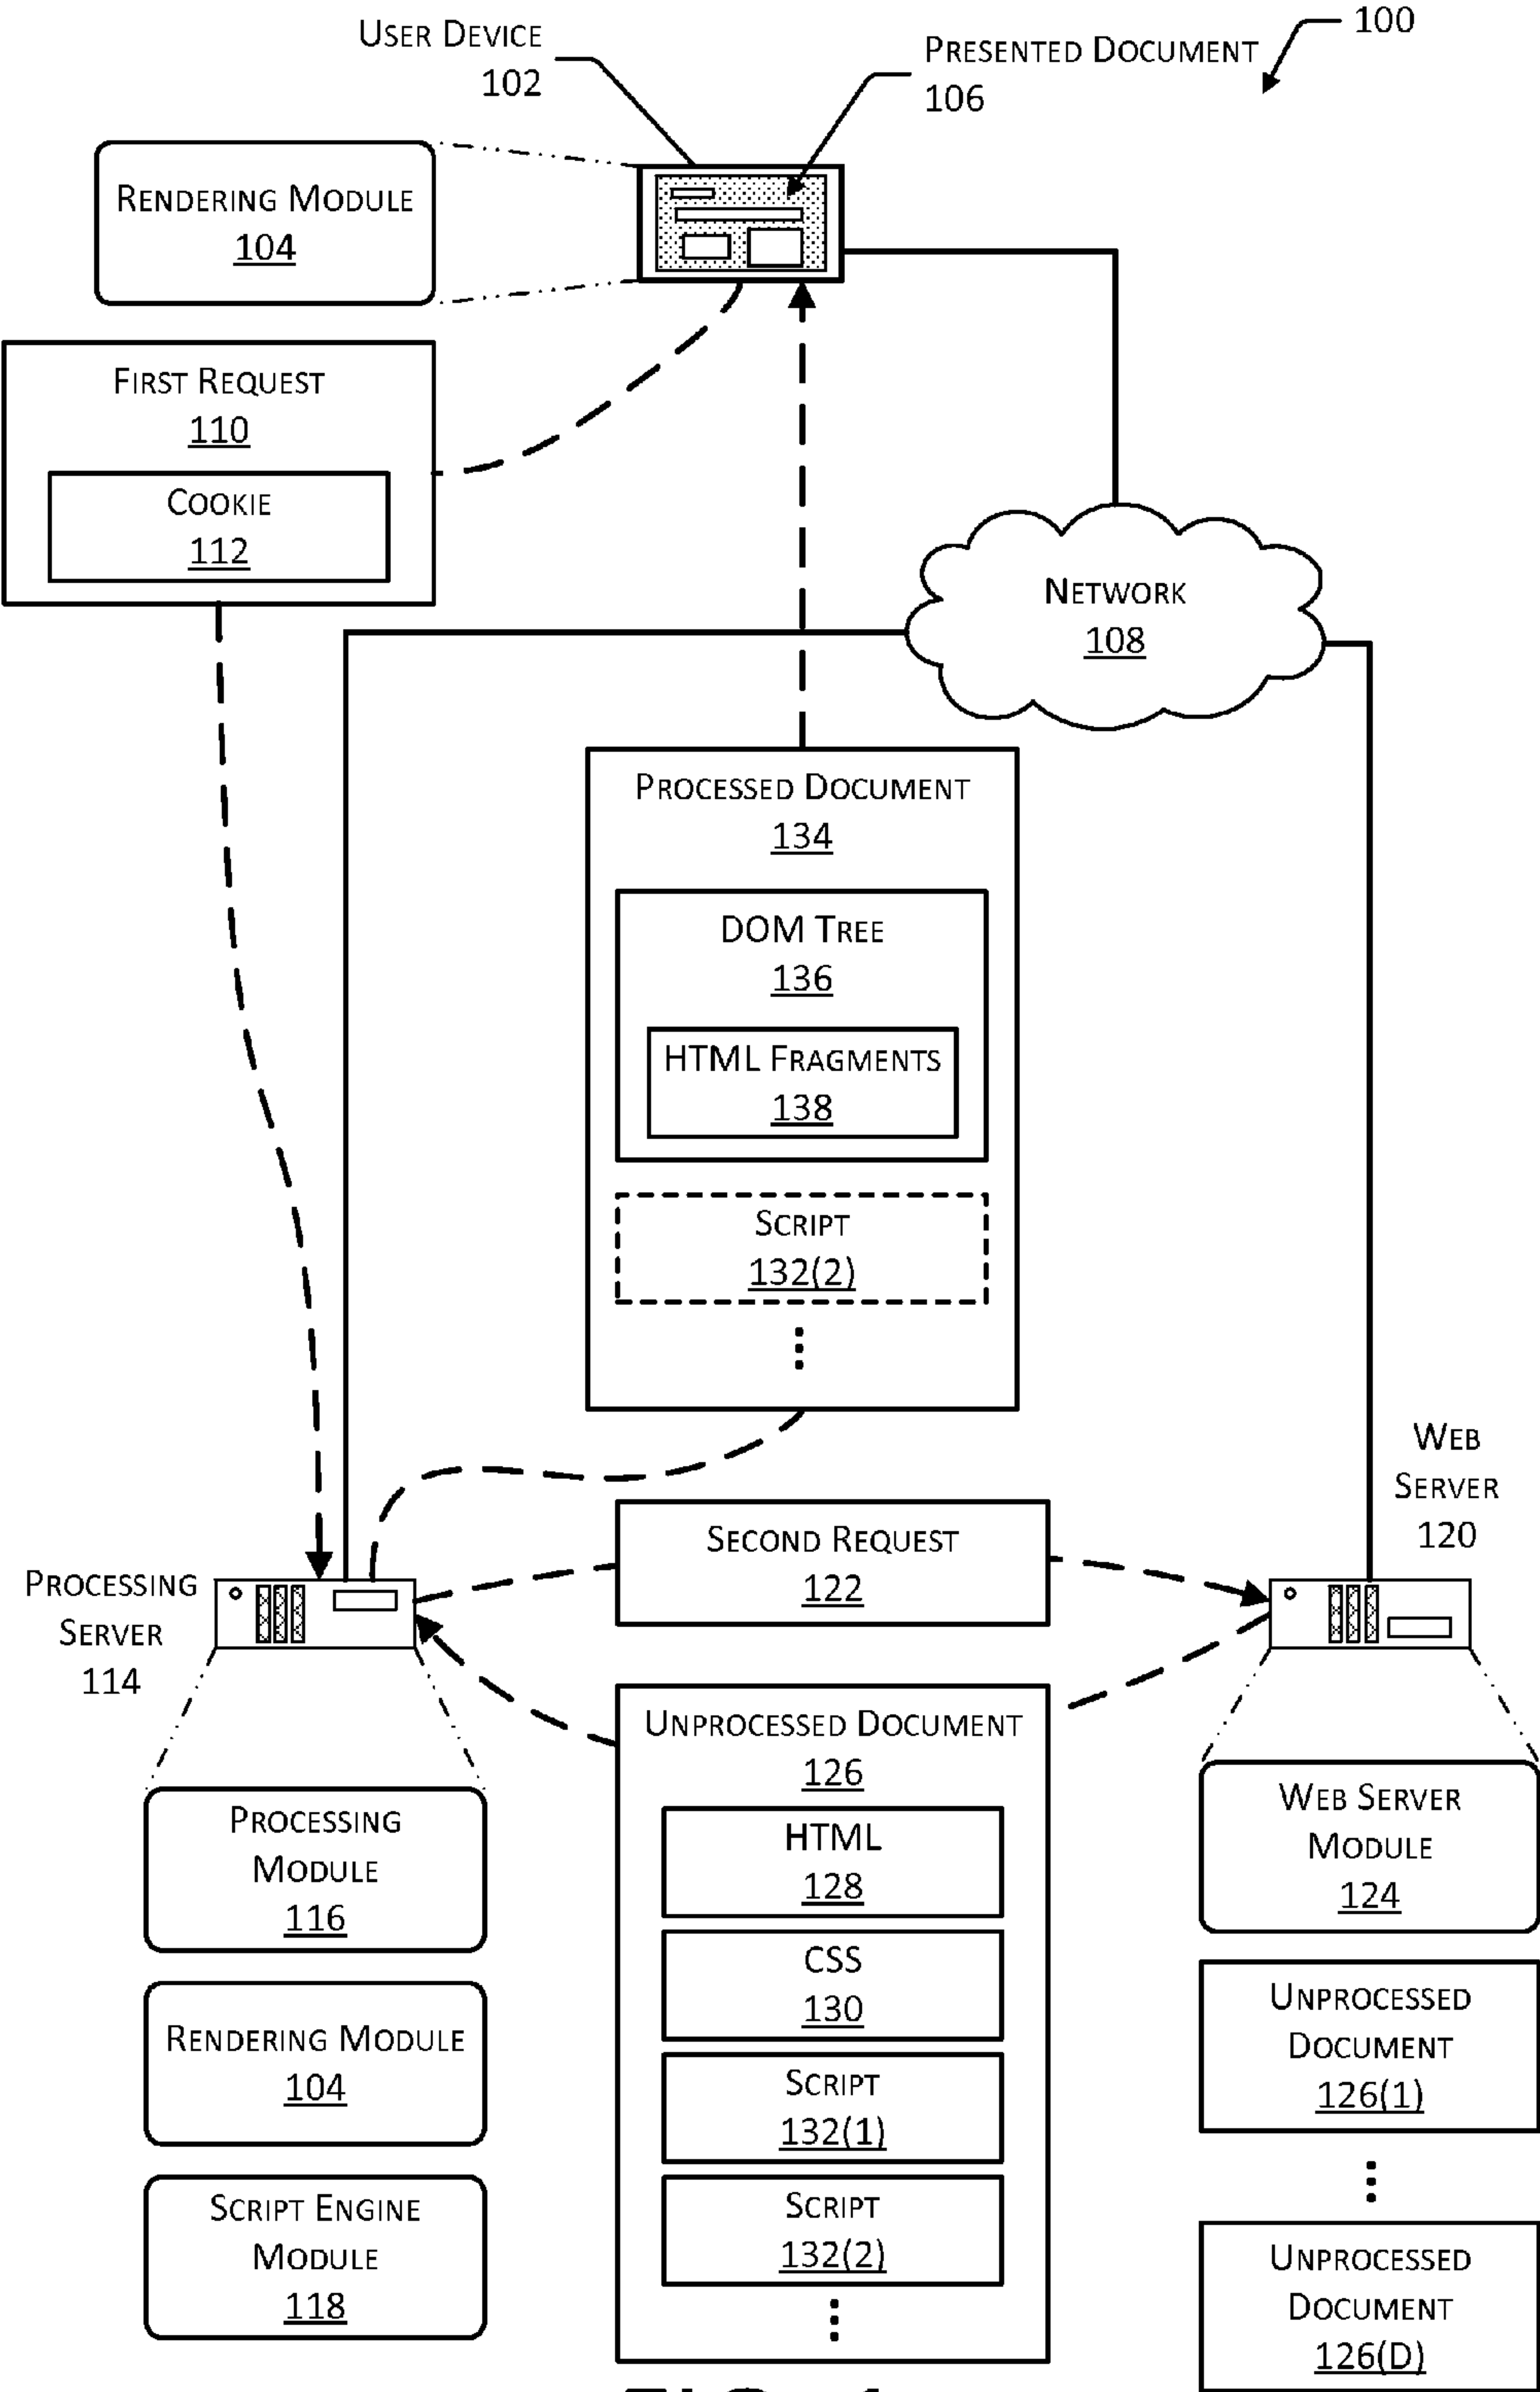 100
User Device
102
Presented Document
106
Rendering Module
104
First Request
110
Cookie
112
Network
108
Processed Document
134
DOM Tree
136
HTML Fragments
138
Script
132(2)
Web
Server
120
Second Request
122
Processing
Server
114
Unprocessed Document
126
HTML
128
CSS
130
Script
132(1)
Script
132(2)
Processing
Module
116
Rendering Module
104
Script Engine
Module
118
Web Server
Module
124
Unprocessed
Document
126(1)
Unprocessed
Document
126(D)